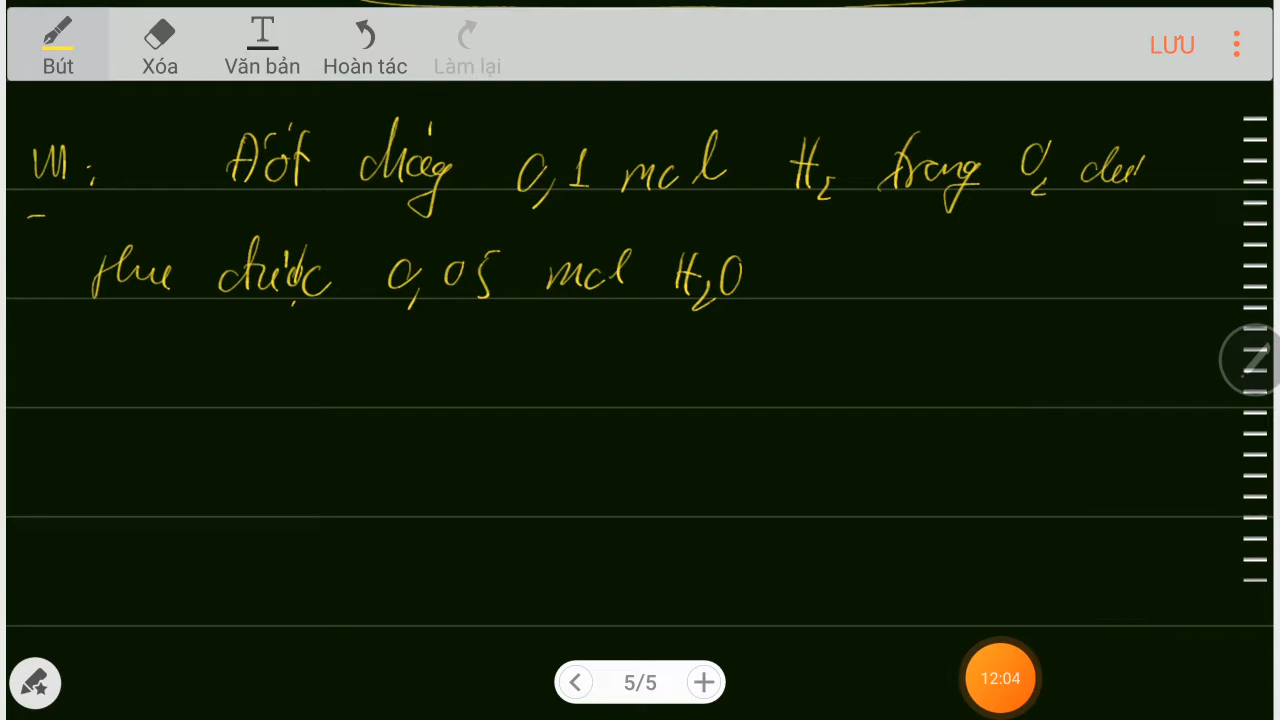 Bút Xóa Văn bản Hoàn tác Làm lại LƯU
VD: Đốt cháy 0,1 mol H₂ trong O₂ dư
thu được 0,05 mol H₂O
5/5
12:04